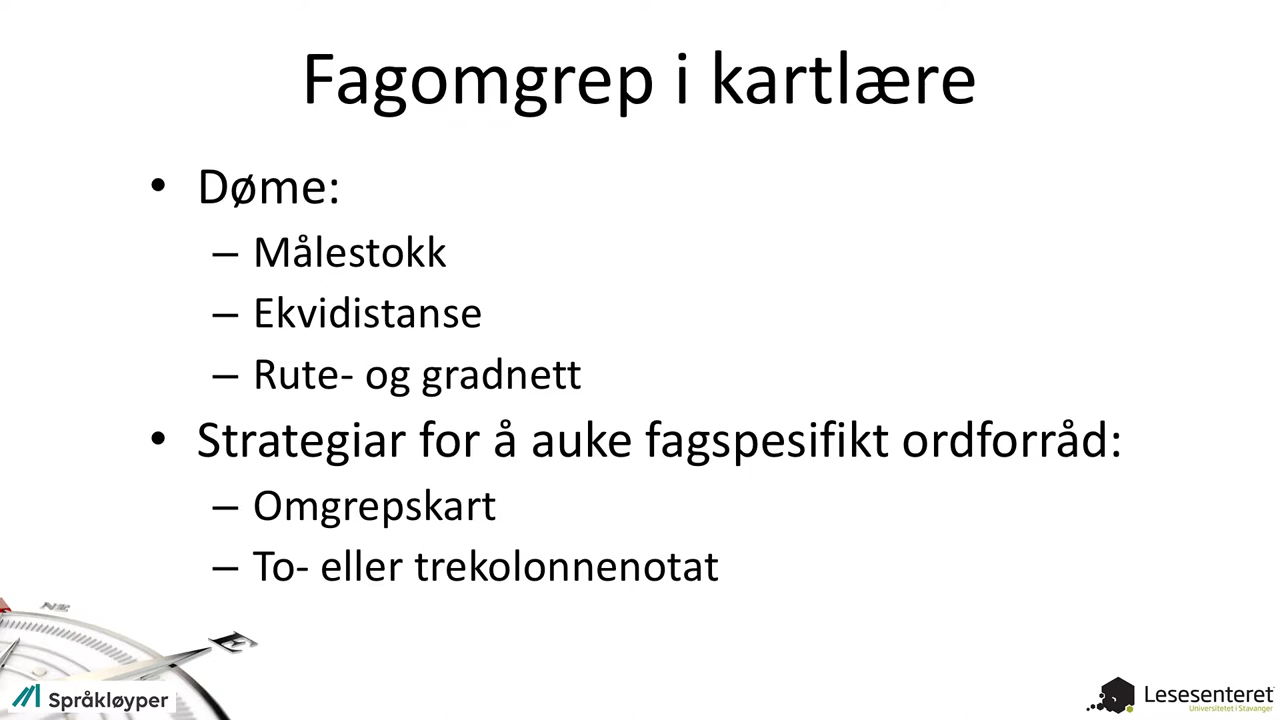 Fagomgrep i kartlære
• Døme:
– Målestokk
– Ekvidistanse
– Rute- og gradnett
• Strategiar for å auke fagspesifikt ordforråd:
– Omgrepskart
– To- eller trekolonnenotat
NE
E
Språkløyper
Lesesenteret
Universitetet i Stavanger